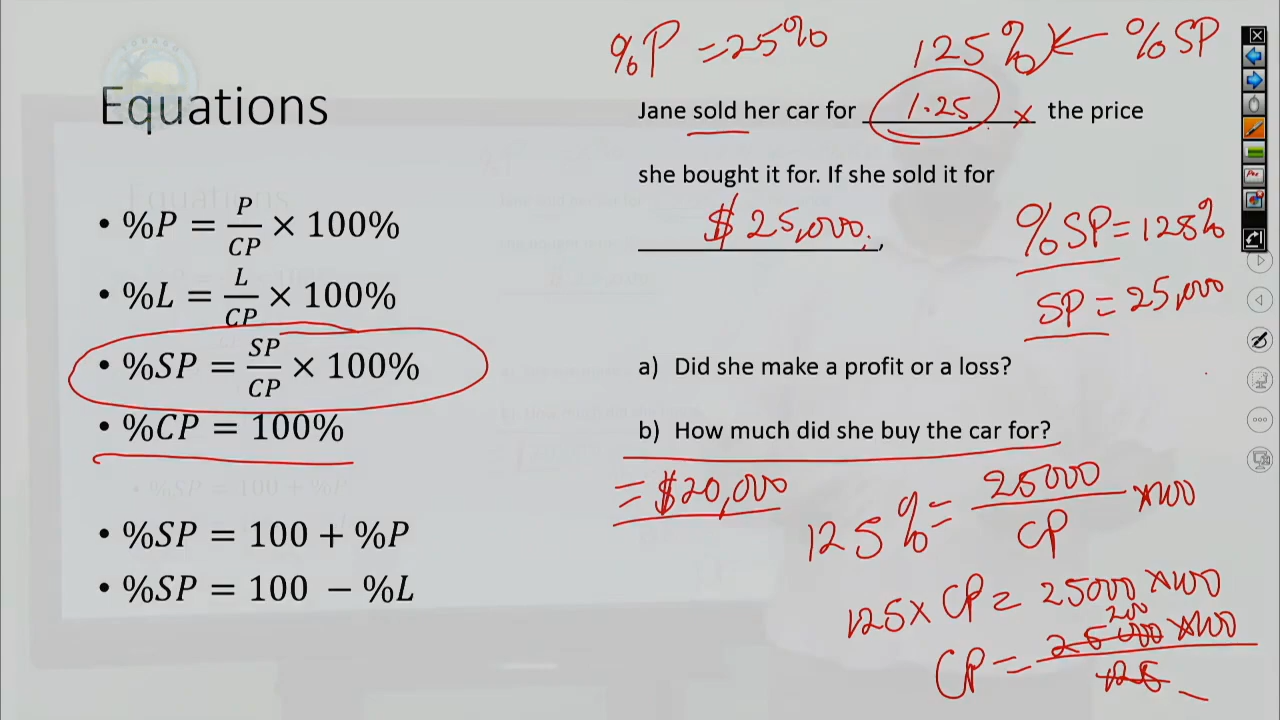 Equations
• %P = P/CP × 100%
• %L = L/CP × 100%
• %SP = SP/CP × 100%
• %CP = 100%
• %SP = 100 + %P
• %SP = 100 − %L
%P = 25% 125% ← %SP
Jane sold her car for 1.25 x the price
she bought it for. If she sold it for
$25,000.,
%SP = 125%
SP = 25,000
a) Did she make a profit or a loss?
b) How much did she buy the car for?
= $20,000
125% = 25000/CP ×100
125 x CP = 25000 ×100
200
CP = 25000 ×100/125